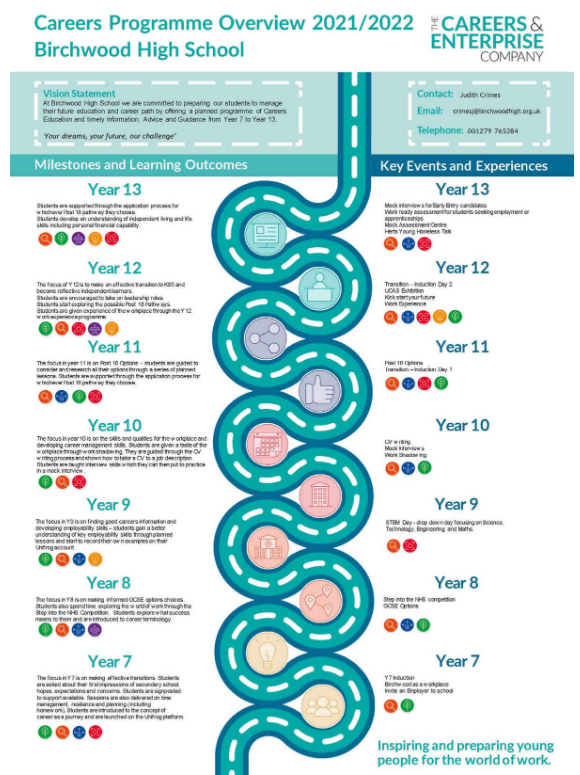 Careers Programme Overview 2021/2022
Birchwood High School
THE CAREERS &
ENTERPRISE
COMPANY
Vision Statement
At Birchwood High School we are committed to preparing our students to manage
their future education and career path by offering a planned programme of Careers
Education and timely Information, Advice and Guidance from Year 7 to Year 13.
'Your dreams, your future, our challenge'
Contact: Judith Crimes
Email: crimesj@birchwoodhigh.org.uk
Telephone: 001279 765284
Milestones and Learning Outcomes
Year 13
Students are supported through the application process for
whichever Post 18 pathway they choose.
Students develop an understanding of independent living and life
skills including personal financial capability.
Year 12
The focus of Y12 is to make an effective transition to KS5 and
become reflective independent learners.
Students are encouraged to take on leadership roles.
Students start exploring the possible Post 18 Pathways.
Students are given experience of the workplace through the Y12
work experience programme.
Year 11
The focus in year 11 is on Post 16 Options – students are guided to
consider and research all their options through a series of planned
lessons. Students are supported through the application process for
whichever Post 16 pathway they choose.
Year 10
The focus in year 10 is on the skills and qualities for the workplace and
developing career management skills. Students are given a taste of the
workplace through work shadowing. They are guided through the CV
writing process and shown how to tailor a CV to a job description.
Students are taught interview skills which they can then put to practice
in a mock interview.
Year 9
The focus in Y9 is on finding good careers information and
developing employability skills – students gain a better
understanding of key employability skills through planned
lessons and start to record their own examples on their
Unifrog account.
Year 8
The focus in Y8 is on making informed GCSE options choices.
Students also spend time exploring the world of work through the
Step into the NHS Competition. Students explore what success
means to them and are introduced to career terminology.
Year 7
The focus in Y7 is on making effective transitions. Students
are asked about their first impressions of secondary school,
hopes, expectations and concerns. Students are signposted
to support available. Sessions are also delivered on time
management, resilience and planning (including
homework). Students are introduced to the concept of
career as a journey and are launched on the Unifrog platform.
Key Events and Experiences
Year 13
Mock interviews for Early Entry candidates
Work ready assessment for students seeking employment or
apprenticeships
Mock Assessment Centre
Herts Young Homeless Talk
Year 12
Transition – Induction Day 2
UCAS Exhibition
Kick start your future
Work Experience
Year 11
Post 16 Options
Transition – Induction Day 1
Year 10
CV writing
Mock Interviews
Work Shadowing
Year 9
STEM Day - drop down day focusing on Science,
Technology, Engineering and Maths.
Year 8
Step into the NHS competition
GCSE Options
Year 7
Y7 Induction
Birchwood as a workplace
Invite an Employer to school
Inspiring and preparing young
people for the world of work.